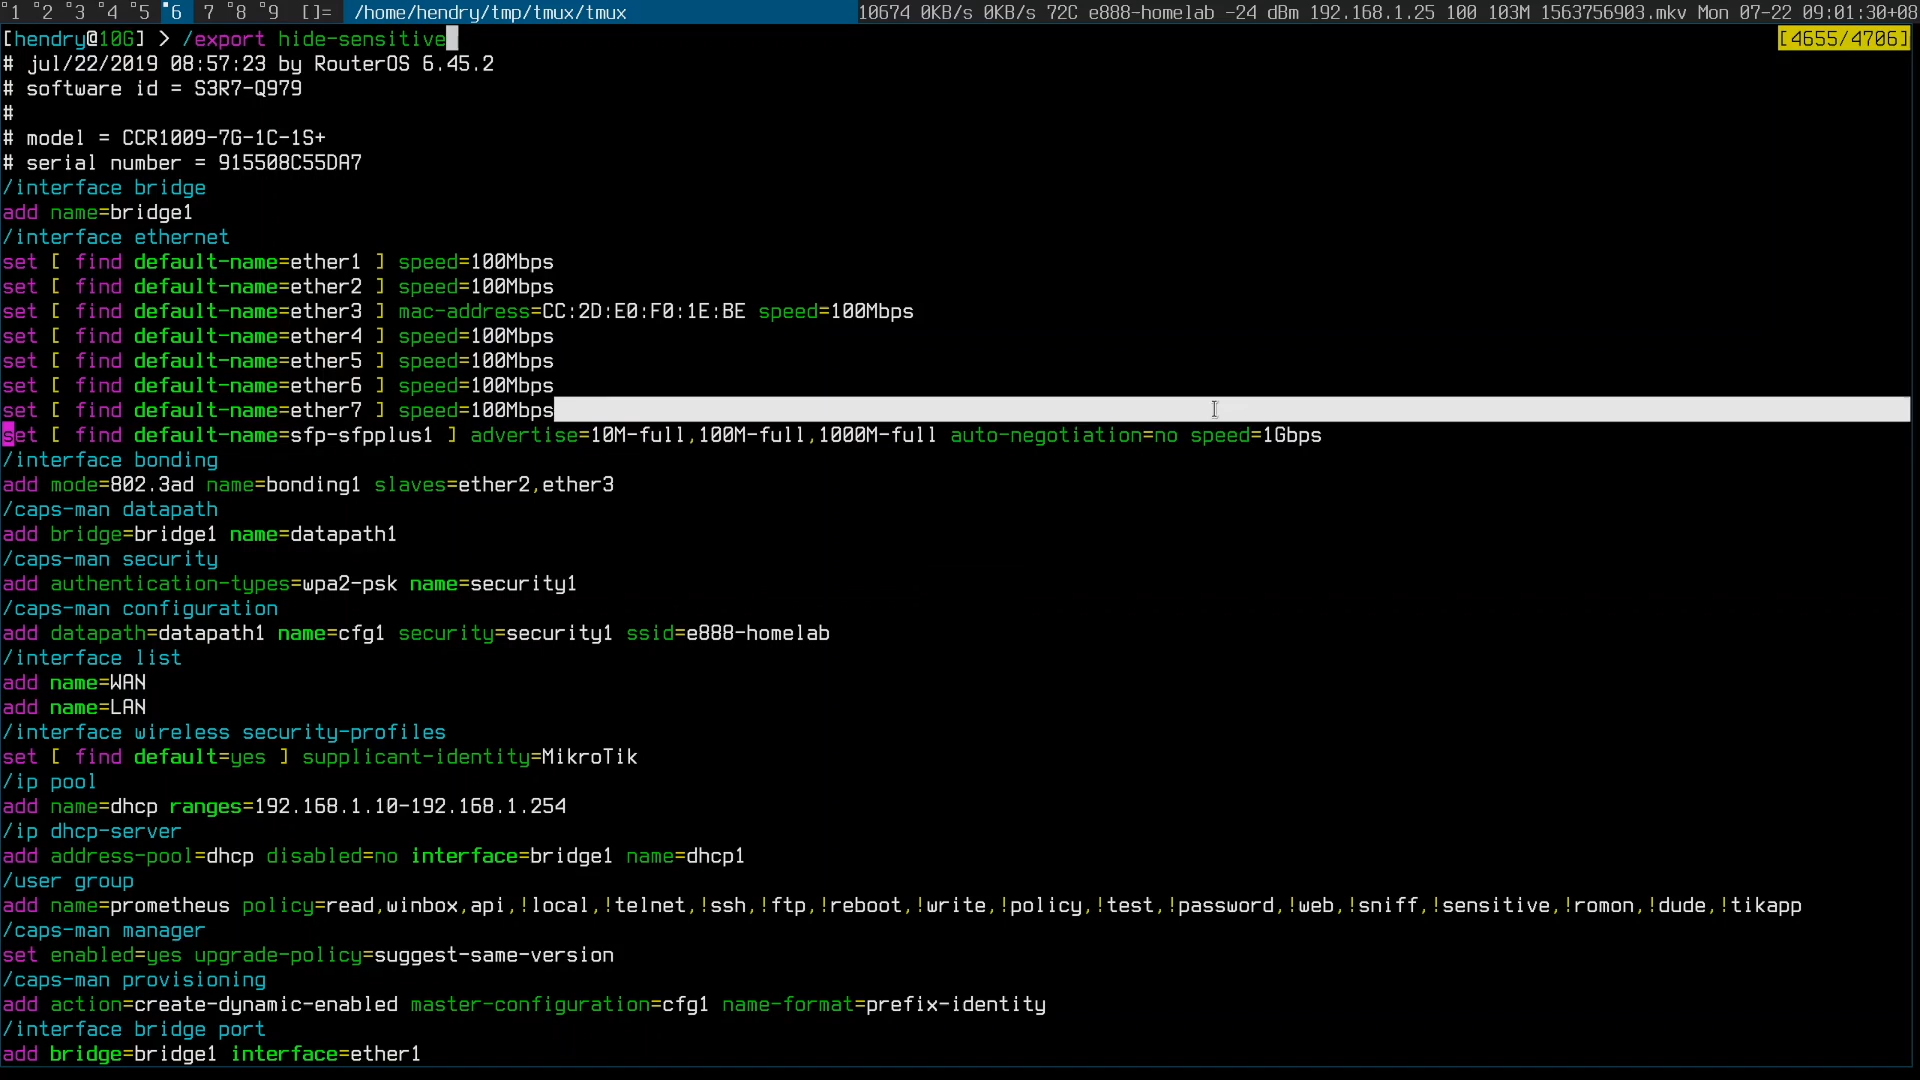 1 2 3 4 5 6 7 8 9 []= /home/hendry/tmp/tmux/tmux 10674 0KB/s 0KB/s 72C e888-homelab -24 dBm 192.168.1.25 100 103M 1563756903.mkv Mon 07-22 09:01:30+08
[hendry@10G] > /export hide-sensitive [4655/4706]
# jul/22/2019 08:57:23 by RouterOS 6.45.2
# software id = S3R7-Q979
#
# model = CCR1009-7G-1C-1S+
# serial number = 915508C55DA7
/interface bridge
add name=bridge1
/interface ethernet
set [ find default-name=ether1 ] speed=100Mbps
set [ find default-name=ether2 ] speed=100Mbps
set [ find default-name=ether3 ] mac-address=CC:2D:E0:F0:1E:BE speed=100Mbps
set [ find default-name=ether4 ] speed=100Mbps
set [ find default-name=ether5 ] speed=100Mbps
set [ find default-name=ether6 ] speed=100Mbps
set [ find default-name=ether7 ] speed=100Mbps
set [ find default-name=sfp-sfpplus1 ] advertise=10M-full,100M-full,1000M-full auto-negotiation=no speed=1Gbps
/interface bonding
add mode=802.3ad name=bonding1 slaves=ether2,ether3
/caps-man datapath
add bridge=bridge1 name=datapath1
/caps-man security
add authentication-types=wpa2-psk name=security1
/caps-man configuration
add datapath=datapath1 name=cfg1 security=security1 ssid=e888-homelab
/interface list
add name=WAN
add name=LAN
/interface wireless security-profiles
set [ find default=yes ] supplicant-identity=MikroTik
/ip pool
add name=dhcp ranges=192.168.1.10-192.168.1.254
/ip dhcp-server
add address-pool=dhcp disabled=no interface=bridge1 name=dhcp1
/user group
add name=prometheus policy=read,winbox,api,!local,!telnet,!ssh,!ftp,!reboot,!write,!policy,!test,!password,!web,!sniff,!sensitive,!romon,!dude,!tikapp
/caps-man manager
set enabled=yes upgrade-policy=suggest-same-version
/caps-man provisioning
add action=create-dynamic-enabled master-configuration=cfg1 name-format=prefix-identity
/interface bridge port
add bridge=bridge1 interface=ether1